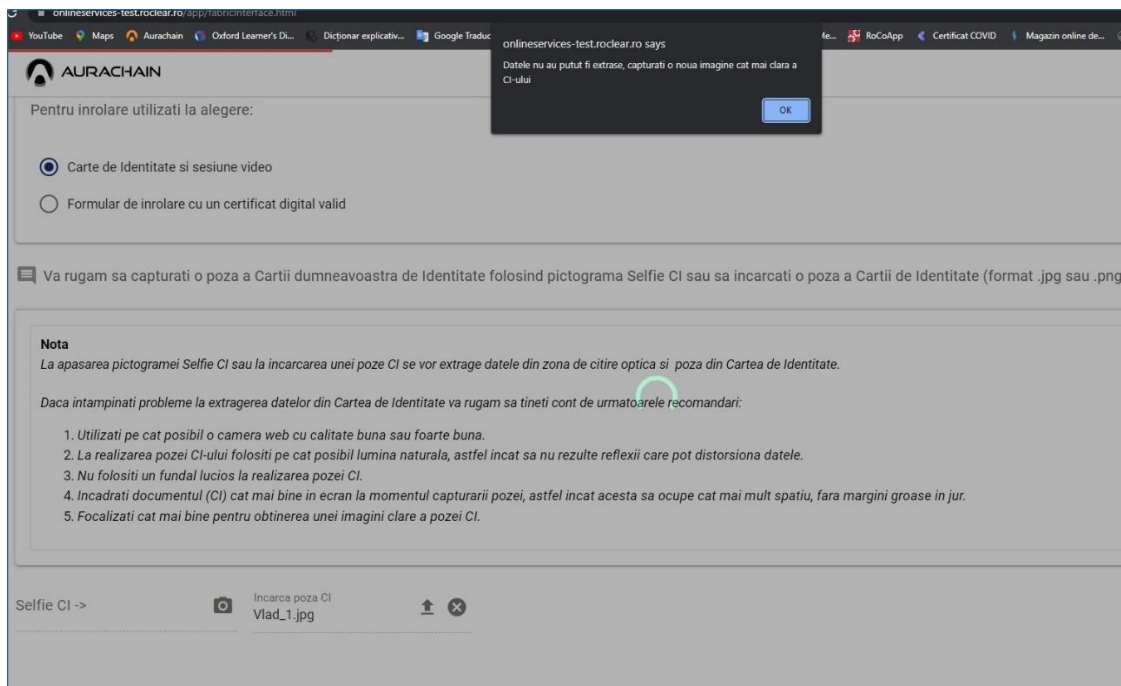 onlineservices-test.roclear.ro/app/fabricinterface.html
YouTube Maps Aurachain Oxford Learner's Di... Dicționar explicativ... Google Traduc RoCoApp Certificat COVID Magazin online de...
onlineservices-test.roclear.ro says
Datele nu au putut fi extrase, capturati o noua imagine cat mai clara a
CI-ului
OK
AURACHAIN
Pentru inrolare utilizati la alegere:
Carte de Identitate si sesiune video
Formular de inrolare cu un certificat digital valid
Va rugam sa capturati o poza a Cartii dumneavoastra de Identitate folosind pictograma Selfie CI sau sa incarcati o poza a Cartii de Identitate (format .jpg sau .png
Nota
La apasarea pictogramei Selfie CI sau la incarcarea unei poze CI se vor extrage datele din zona de citire optica si poza din Cartea de Identitate.
Daca intampinati probleme la extragerea datelor din Cartea de Identitate va rugam sa tineti cont de urmatoarele recomandari:
1. Utilizati pe cat posibil o camera web cu calitate buna sau foarte buna.
2. La realizarea pozei CI-ului folositi pe cat posibil lumina naturala, astfel incat sa nu rezulte reflexii care pot distorsiona datele.
3. Nu folositi un fundal lucios la realizarea pozei CI.
4. Incadrati documentul (CI) cat mai bine in ecran la momentul capturarii pozei, astfel incat acesta sa ocupe cat mai mult spatiu, fara margini groase in jur.
5. Focalizati cat mai bine pentru obtinerea unei imagini clare a pozei CI.
Selfie CI ->
Incarca poza CI
Vlad_1.jpg